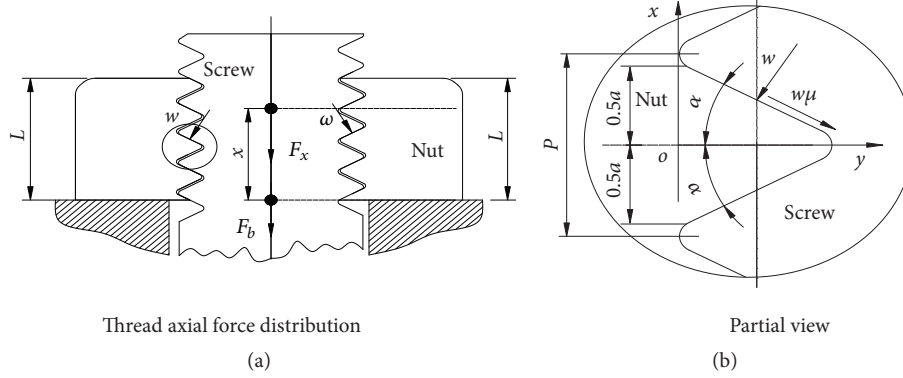 Screw
w
ω
L
L
x
F_x
Nut
F_b
Thread axial force distribution
(a)
x
w
wμ
Nut
α
0.5a
P
o
y
0.5a
α
Screw
Partial view
(b)